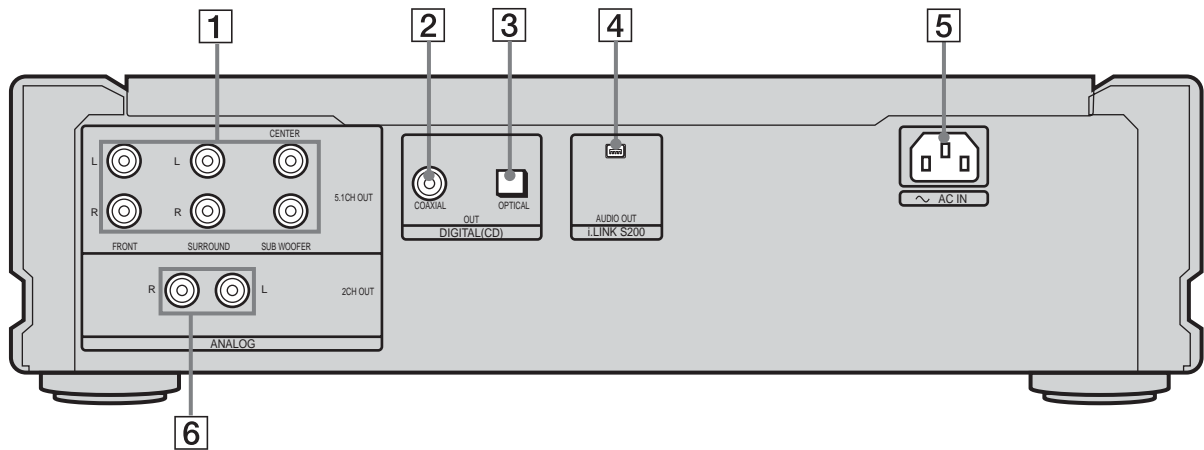 1
2
3
4
5
CENTER
L
L
R
R
5.1CH OUT
FRONT
SURROUND
SUB WOOFER
R
L
2CH OUT
ANALOG
COAXIAL
OPTICAL
OUT
DIGITAL(CD)
AUDIO OUT
i.LINK S200
～ AC IN
6